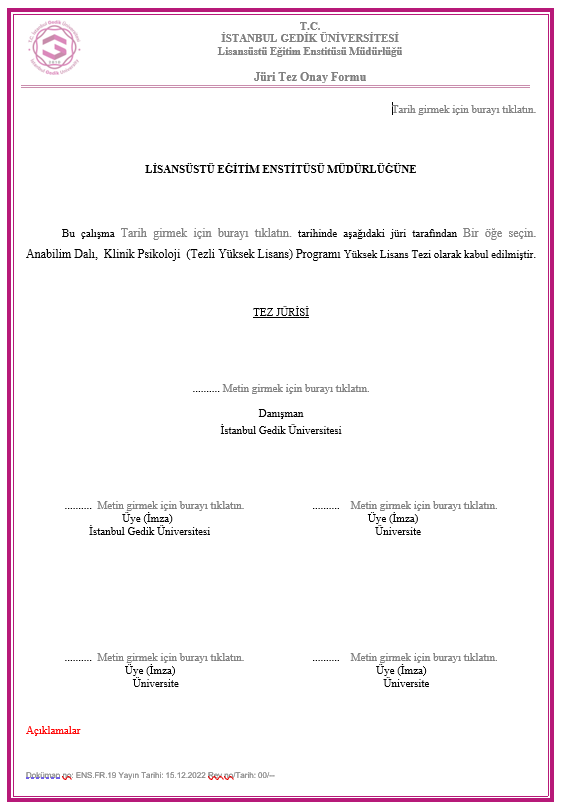 T.C.
İSTANBUL GEDİK ÜNİVERSİTESİ
Lisansüstü Eğitim Enstitüsü Müdürlüğü
Jüri Tez Onay Formu
Tarih girmek için burayı tıklatın.
LİSANSÜSTÜ EĞİTİM ENSTİTÜSÜ MÜDÜRLÜĞÜNE
Bu çalışma Tarih girmek için burayı tıklatın. tarihinde aşağıdaki jüri tarafından Bir öğe seçin.
Anabilim Dalı, Klinik Psikoloji (Tezli Yüksek Lisans) Programı Yüksek Lisans Tezi olarak kabul edilmiştir.
TEZ JÜRİSİ
.......... Metin girmek için burayı tıklatın.
Danışman
İstanbul Gedik Üniversitesi
.......... Metin girmek için burayı tıklatın.
Üye (İmza)
İstanbul Gedik Üniversitesi
.......... Metin girmek için burayı tıklatın.
Üye (İmza)
Üniversite
.......... Metin girmek için burayı tıklatın.
Üye (İmza)
Üniversite
.......... Metin girmek için burayı tıklatın.
Üye (İmza)
Üniversite
Açıklamalar
Doküman no: ENS.FR.19 Yayın Tarihi: 15.12.2022 Rev.no/Tarih: 00/--